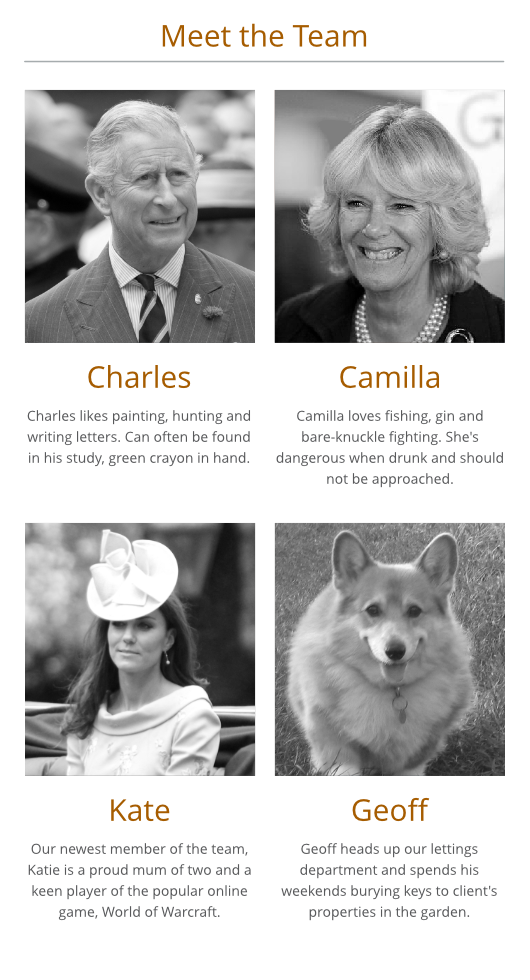 Meet the Team
G
Charles
Camilla
Charles likes painting, hunting and
writing letters. Can often be found
in his study, green crayon in hand.
Camilla loves fishing, gin and
bare-knuckle fighting. She's
dangerous when drunk and should
not be approached.
Kate
Geoff
Our newest member of the team,
Katie is a proud mum of two and a
keen player of the popular online
game, World of Warcraft.
Geoff heads up our lettings
department and spends his
weekends burying keys to client's
properties in the garden.